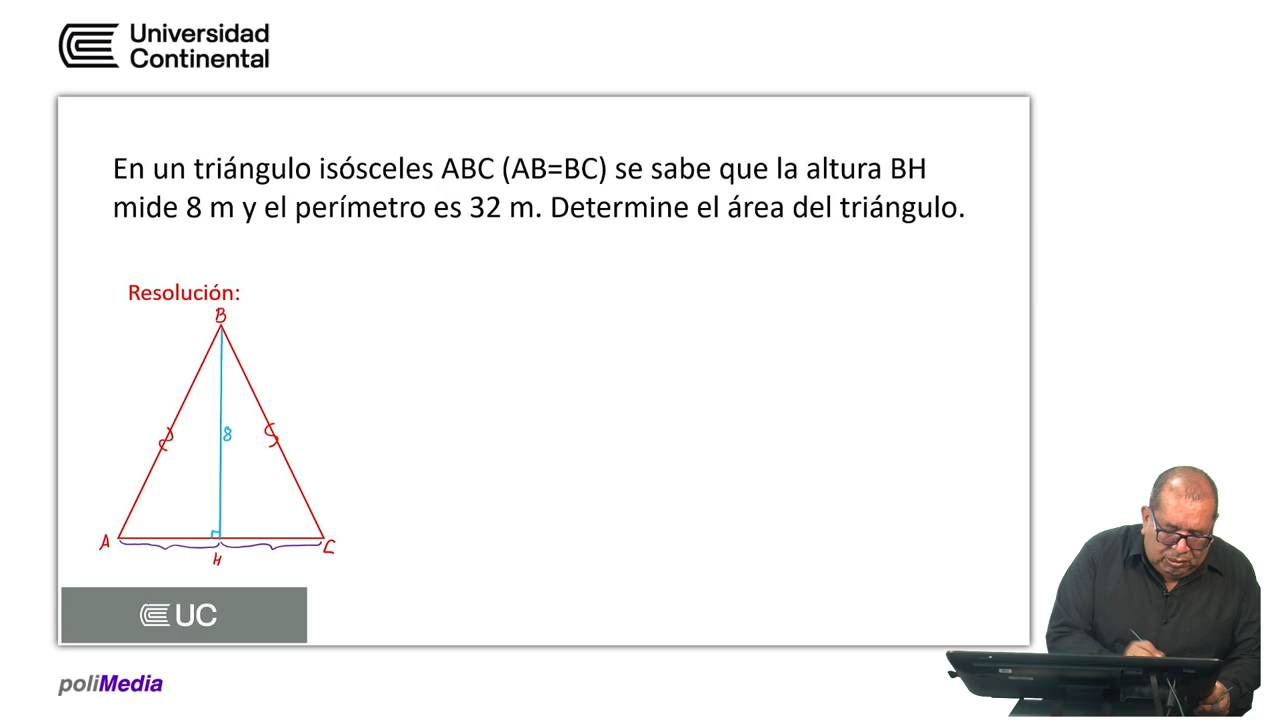 Universidad
Continental
En un triángulo isósceles ABC (AB=BC) se sabe que la altura BH
mide 8 m y el perímetro es 32 m. Determine el área del triángulo.
Resolución:
B
8
A
H
C
UC
poliMedia